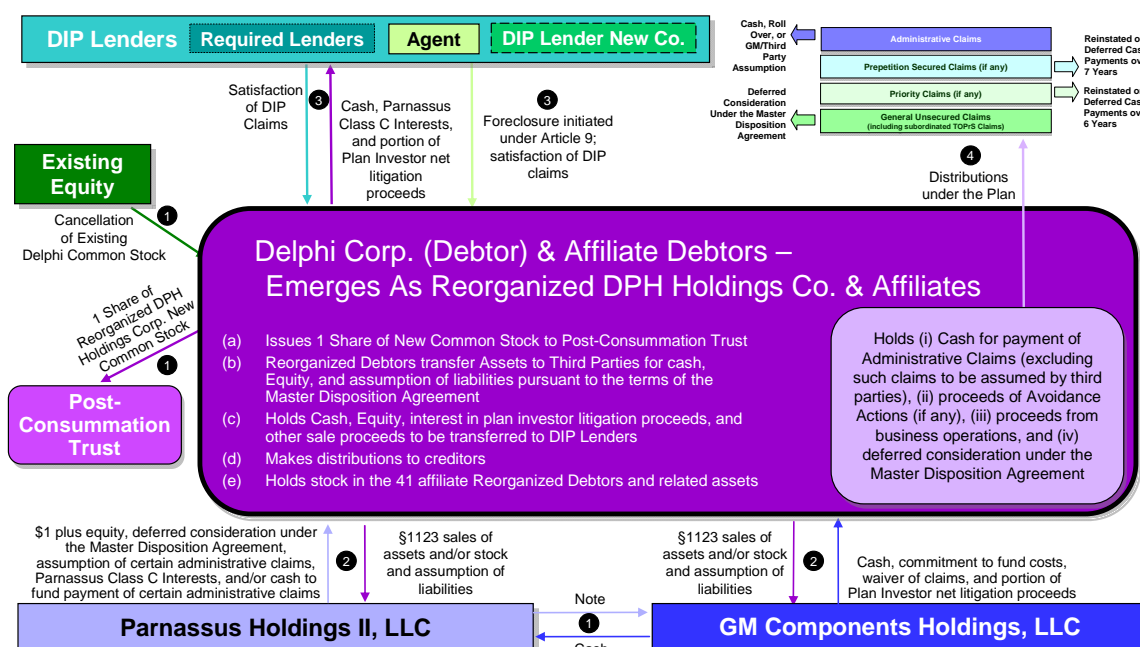 DIP Lenders
Required Lenders
Agent
DIP Lender New Co.
Cash, Roll
Over, or
GM/Third
Party
Assumption
Administrative Claims
Prepetition Secured Claims (if any)
Priority Claims (if any)
General Unsecured Claims
(including subordinated TOPrS Claims)
Reinstated o
Deferred Cas
Payments ov
7 Years
Reinstated o
Deferred Cas
Payments ov
6 Years
Deferred
Consideration
Under the Master
Disposition
Agreement
Satisfaction
of DIP
Claims
3
Cash, Parnassus
Class C Interests,
and portion of
Plan Investor net
litigation
proceeds
3
Foreclosure initiated
under Article 9;
satisfaction of DIP
claims
4
Distributions
under the Plan
Existing
Equity
1
Cancellation
of Existing
Delphi Common Stock
1 Share of
Reorganized DPH
Holdings Corp. New
Common Stock
1
Post-
Consummation
Trust
Delphi Corp. (Debtor) & Affiliate Debtors –
Emerges As Reorganized DPH Holdings Co. & Affiliates
(a) Issues 1 Share of New Common Stock to Post-Consummation Trust
(b) Reorganized Debtors transfer Assets to Third Parties for cash,
Equity, and assumption of liabilities pursuant to the terms of the
Master Disposition Agreement
(c) Holds Cash, Equity, interest in plan investor litigation proceeds, and
other sale proceeds to be transferred to DIP Lenders
(d) Makes distributions to creditors
(e) Holds stock in the 41 affiliate Reorganized Debtors and related assets
Holds (i) Cash for payment of
Administrative Claims (excluding
such claims to be assumed by third
parties), (ii) proceeds of Avoidance
Actions (if any), (iii) proceeds from
business operations, and (iv)
deferred consideration under the
Master Disposition Agreement
$1 plus equity, deferred consideration under
the Master Disposition Agreement,
assumption of certain administrative claims,
Parnassus Class C Interests, and/or cash to
fund payment of certain administrative claims
2
§1123 sales of
assets and/or stock
and assumption of
liabilities
§1123 sales of
assets and/or stock
and assumption of
liabilities
2
Cash, commitment to fund costs,
waiver of claims, and portion of
Plan Investor net litigation proceeds
Parnassus Holdings II, LLC
Note
1
Cash
GM Components Holdings, LLC